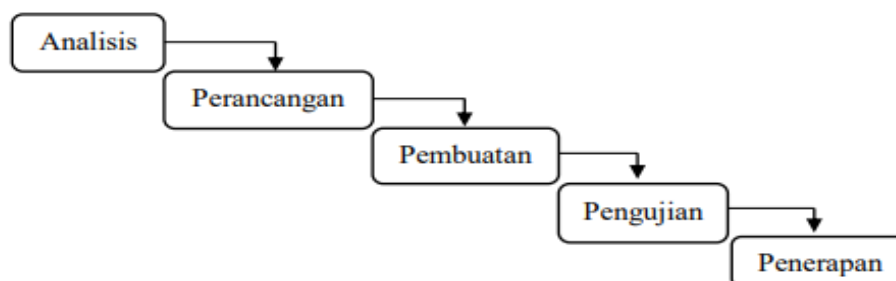 Analisis
Perancangan
Pembuatan
Pengujian
Penerapan